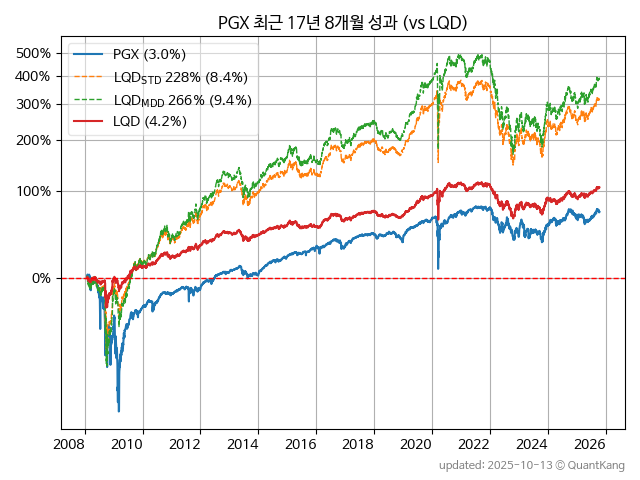 PGX 최근 17년 8개월 성과 (vs LQD)
500%
400%
300%
200%
100%
0%
PGX (3.0%)
LQD_STD 228% (8.4%)
LQD_MDD 266% (9.4%)
LQD (4.2%)
2008 2010 2012 2014 2016 2018 2020 2022 2024 2026
updated: 2025-10-13 © QuantKang